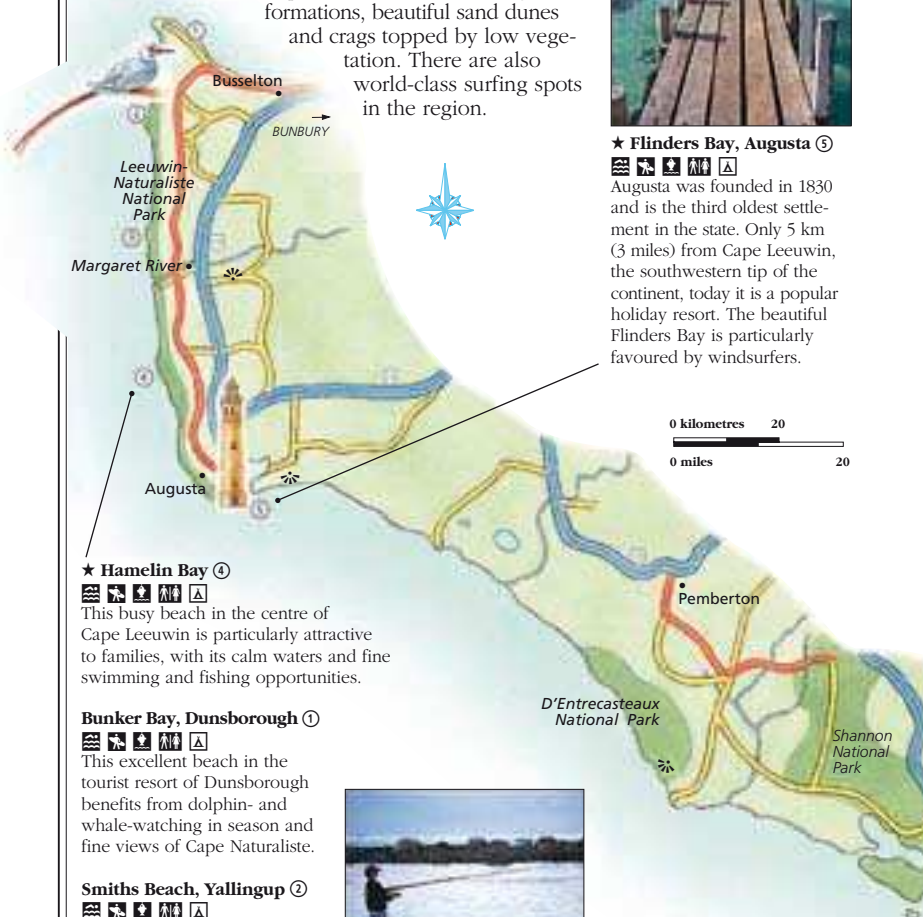 formations, beautiful sand dunes
and crags topped by low vege-
tation. There are also
world-class surfing spots
in the region.
Busselton
BUNBURY
Leeuwin-
Naturaliste
National
Park
Margaret River
Augusta
★ Flinders Bay, Augusta ⑤
Augusta was founded in 1830
and is the third oldest settle-
ment in the state. Only 5 km
(3 miles) from Cape Leeuwin,
the southwestern tip of the
continent, today it is a popular
holiday resort. The beautiful
Flinders Bay is particularly
favoured by windsurfers.
0 kilometres 20
0 miles 20
★ Hamelin Bay ④
This busy beach in the centre of
Cape Leeuwin is particularly attractive
to families, with its calm waters and fine
swimming and fishing opportunities.
Pemberton
D'Entrecasteaux
National Park
Shannon
National
Park
Bunker Bay, Dunsborough ①
This excellent beach in the
tourist resort of Dunsborough
benefits from dolphin- and
whale-watching in season and
fine views of Cape Naturaliste.
Smiths Beach, Yallingup ②